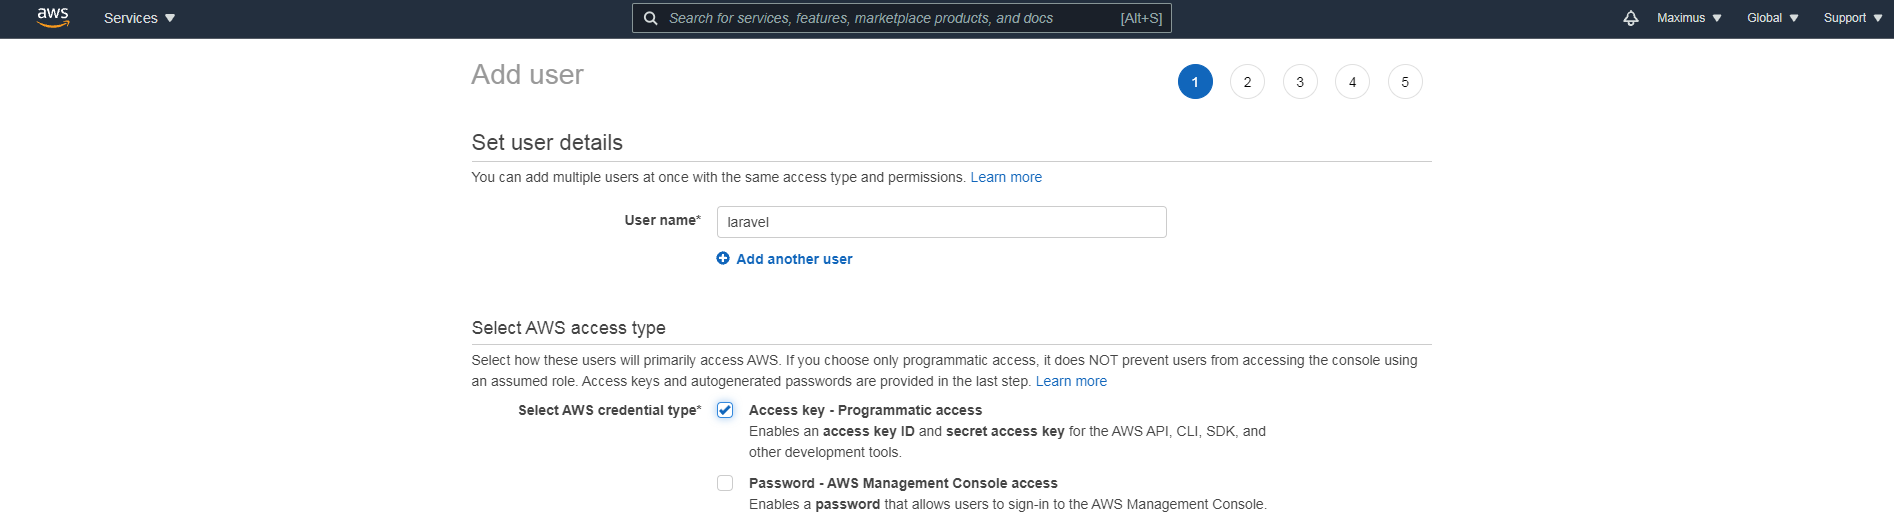 aws Services Search for services, features, marketplace products, and docs [Alt+S] Maximus Global Support
Add user 1 2 3 4 5
Set user details
You can add multiple users at once with the same access type and permissions. Learn more
User name* laravel
Add another user
Select AWS access type
Select how these users will primarily access AWS. If you choose only programmatic access, it does NOT prevent users from accessing the console using
an assumed role. Access keys and autogenerated passwords are provided in the last step. Learn more
Select AWS credential type* Access key - Programmatic access
Enables an access key ID and secret access key for the AWS API, CLI, SDK, and
other development tools.
Password - AWS Management Console access
Enables a password that allows users to sign-in to the AWS Management Console.